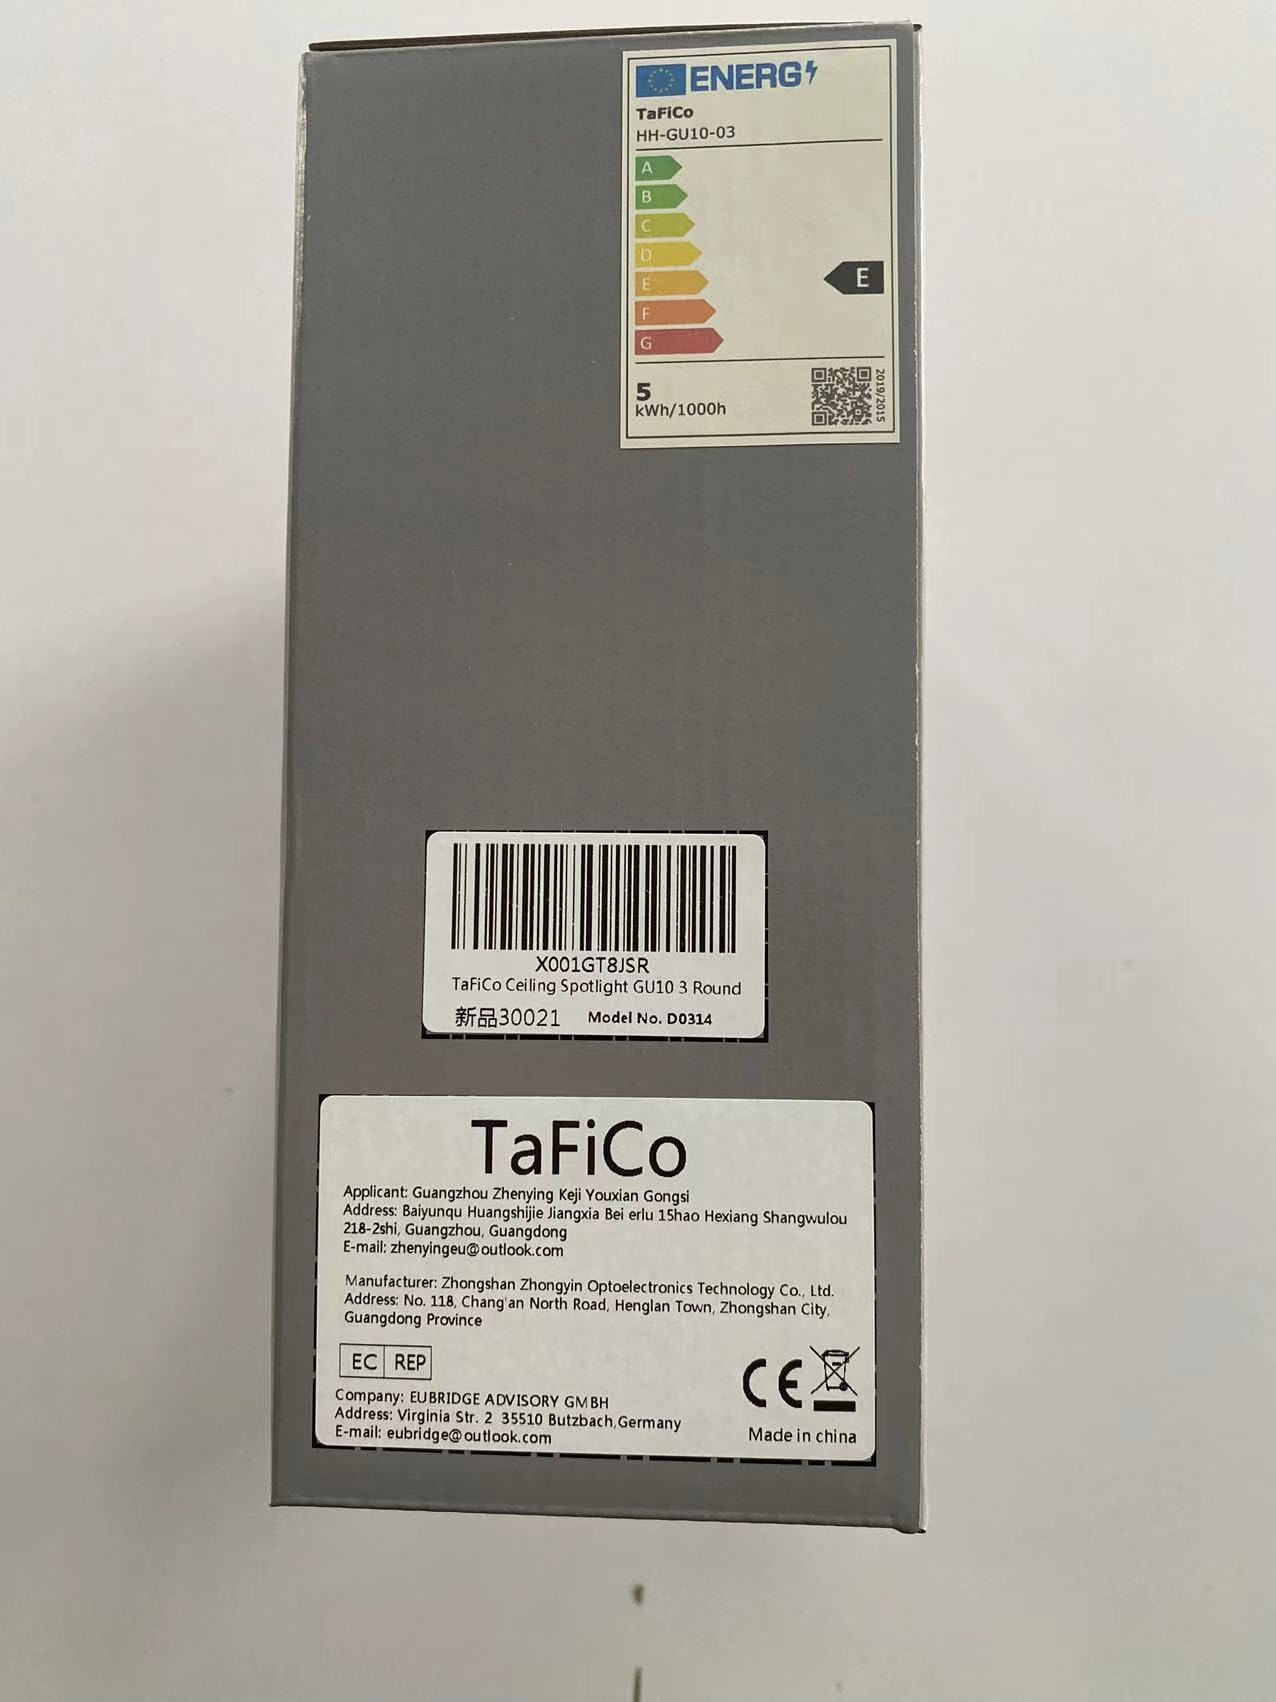 ENERG
TaFiCo
HH-GU10-03
A
B
C
D
E
F
G
E
5
kWh/1000h
2019/2015
X001GT8JSR
TaFiCo Ceiling Spotlight GU10 3 Round
新品30021 Model No. D0314
TaFiCo
Applicant: Guangzhou Zhenying Keji Youxian Gongsi
Address: Baiyunqu Huangshijie Jiangxia Bei erlu 15hao Hexiang Shangwulou
218-2shi, Guangzhou, Guangdong
E-mail: zhenyingeu@outlook.com
Manufacturer: Zhongshan Zhongyin Optoelectronics Technology Co., Ltd.
Address: No. 118, Chang'an North Road, Henglan Town, Zhongshan City,
Guangdong Province
EC REP
Company: EUBRIDGE ADVISORY GMBH
Address: Virginia Str. 2 35510 Butzbach,Germany
E-mail: eubridge@outlook.com
CE
Made in china